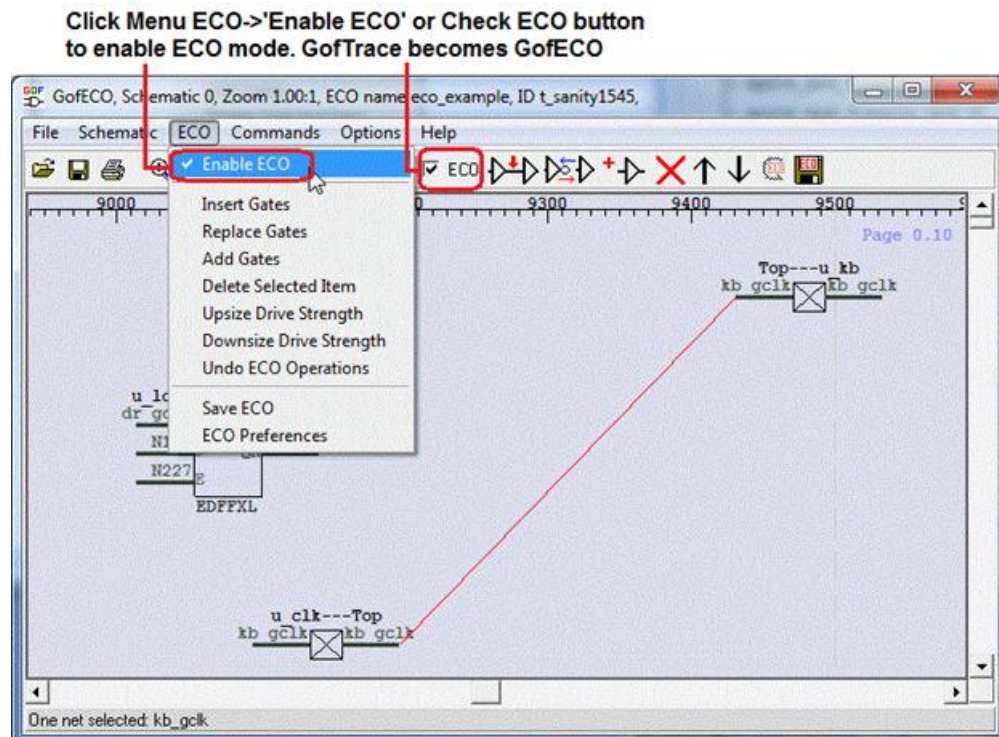 Click Menu ECO->'Enable ECO' or Check ECO button
to enable ECO mode. GofTrace becomes GofECO
GofECO, Schematic 0, Zoom 1.00:1, ECO name eco_example, ID t_sanity1545,
File Schematic ECO Commands Options Help
Enable ECO
ECO
ECO
Insert Gates
Replace Gates
Add Gates
Delete Selected Item
Upsize Drive Strength
Downsize Drive Strength
Undo ECO Operations
Save ECO
ECO Preferences
9000 9300 9400 9500
Page 0.10
Top---u_kb
kb_gclk kb_gclk
N227
E
EDFFXL
u_clk---Top
kb_gclk kb_gclk
One net selected: kb_gclk